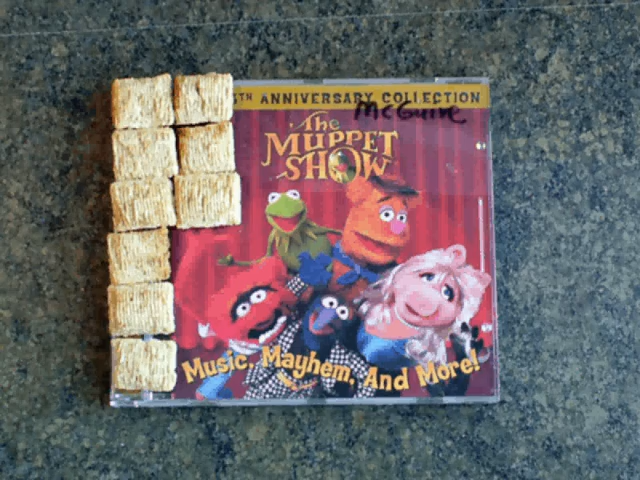 TH ANNIVERSARY COLLECTION
McGuire
The
MUPPET
SHOW
Music, Mayhem, And More!